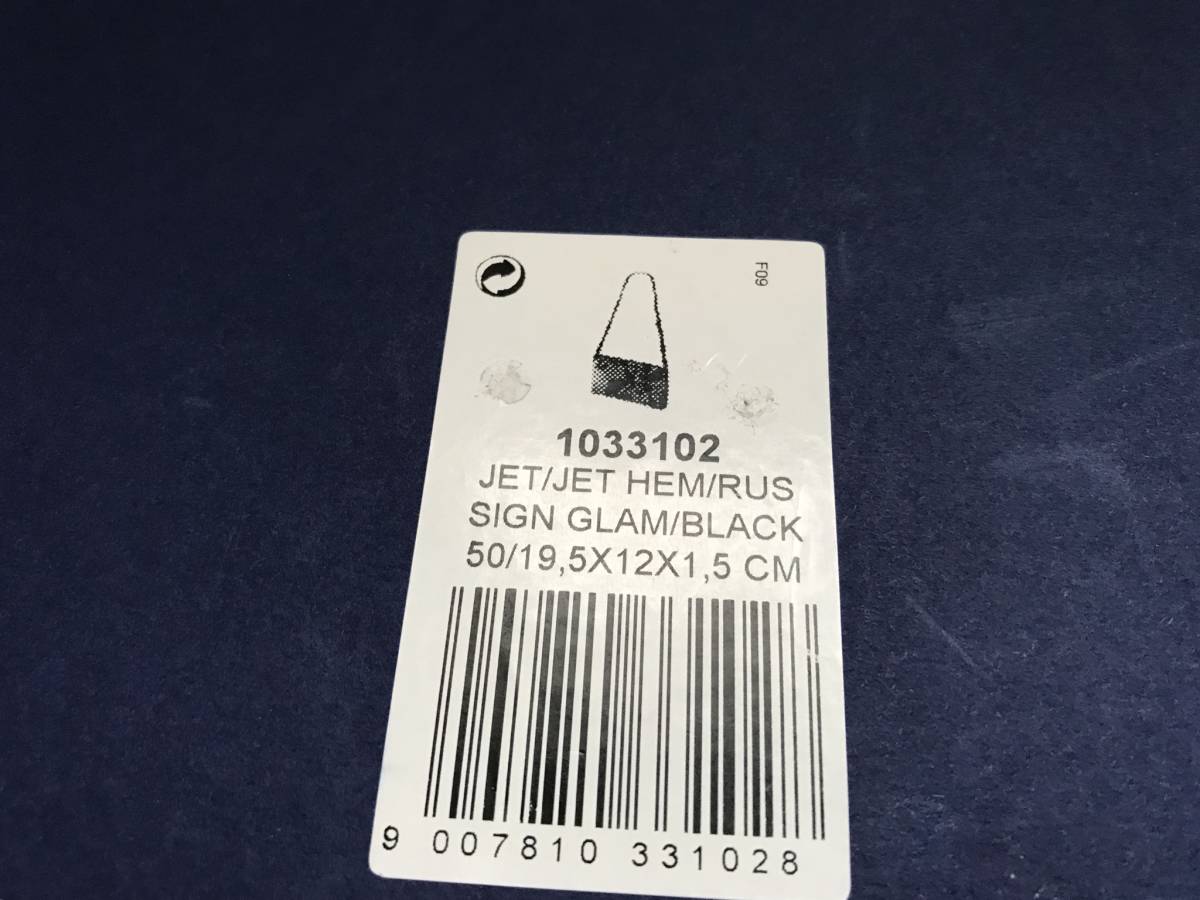 F09
1033102
JET/JET HEM/RUS
SIGN GLAM/BLACK
50/19,5X12X1,5 CM
9 007810 331028